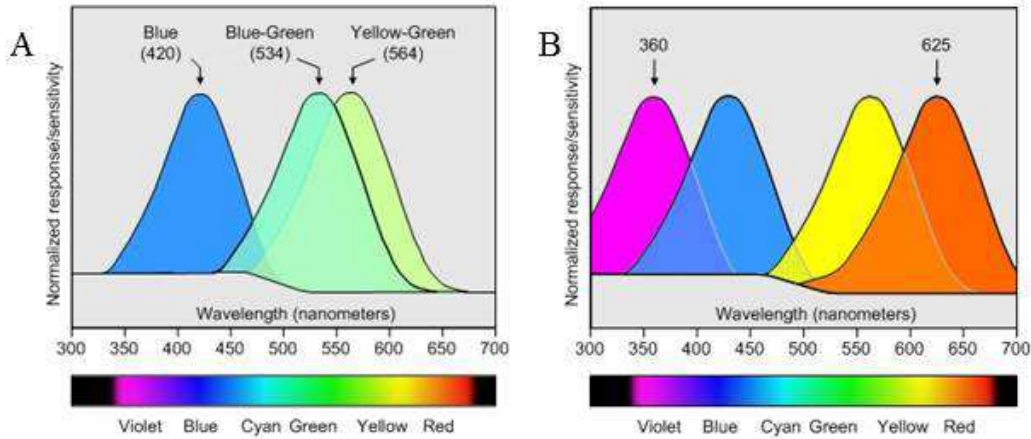 A
Blue
(420)
Blue-Green
(534)
Yellow-Green
(564)
Normalized response/sensitivity
Wavelength (nanometers)
300 350 400 450 500 550 600 650 700
Violet Blue Cyan Green Yellow Red
B
360
625
Normalized response/sensitivity
Wavelength (nanometers)
300 350 400 450 500 550 600 650 700
Violet Blue Cyan Green Yellow Red